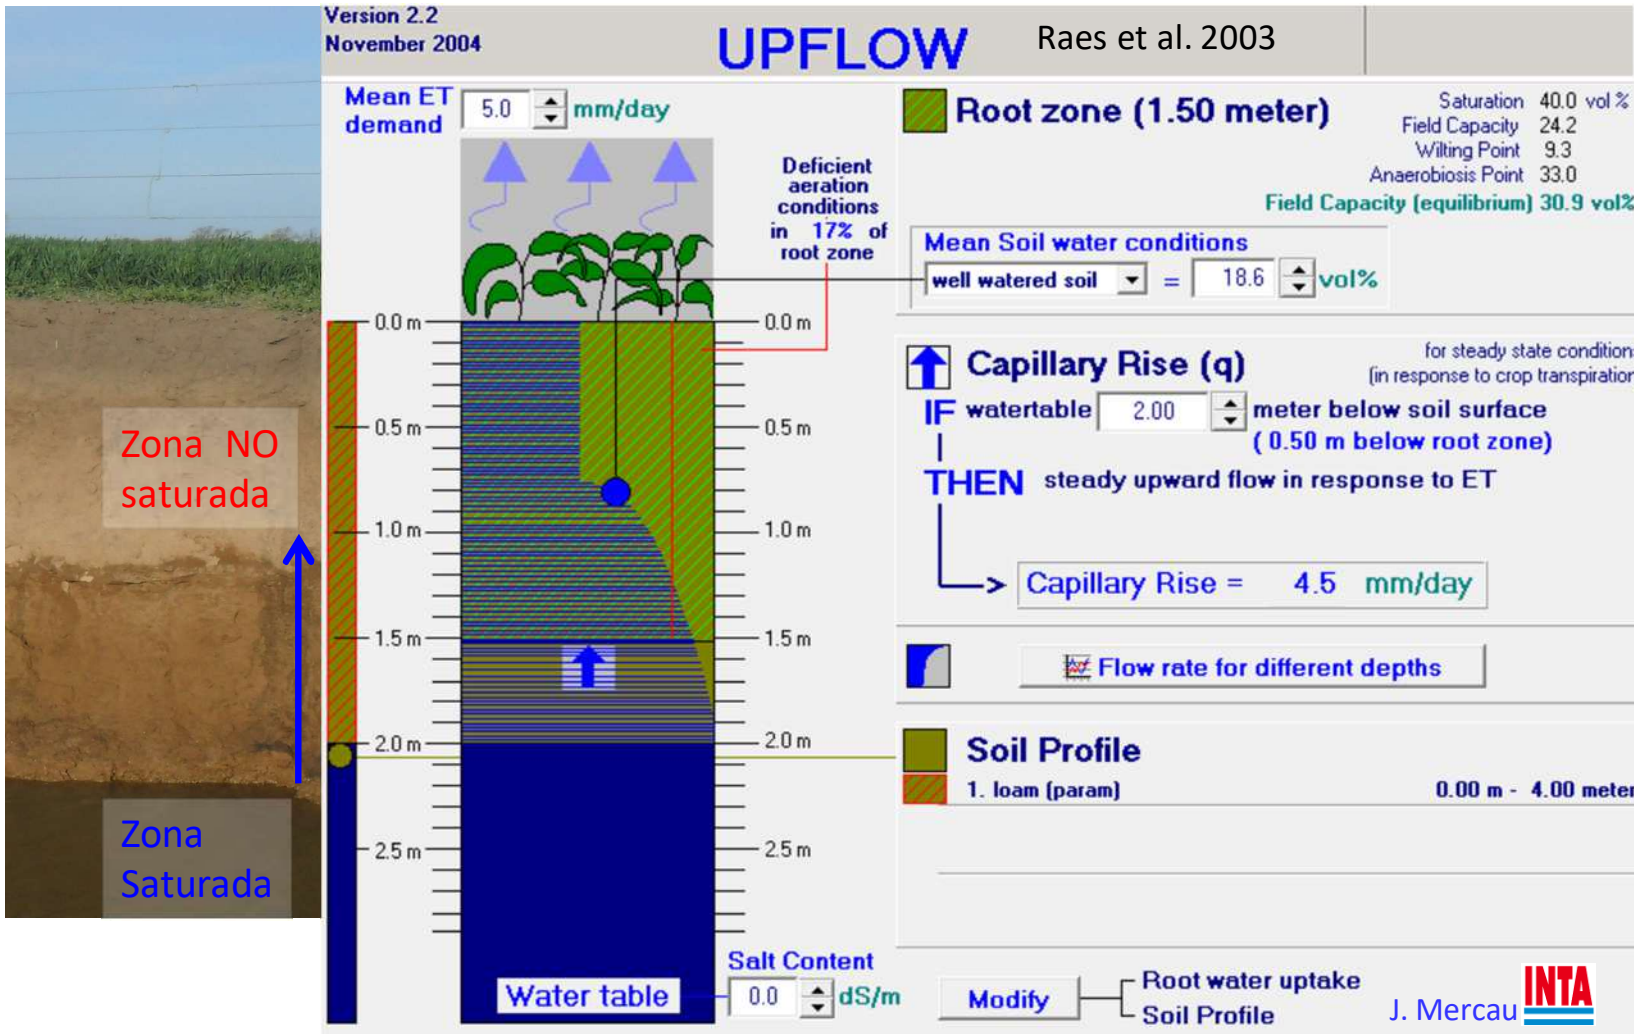 Version 2.2
November 2004
UPFLOW
Raes et al. 2003
Mean ET
demand
5.0
mm/day
Deficient
aeration
conditions
in 17% of
root zone
Root zone (1.50 meter)
Saturation 40.0 vol %
Field Capacity 24.2
Wilting Point 9.3
Anaerobiosis Point 33.0
Field Capacity (equilibrium) 30.9 vol%
Mean Soil water conditions
well watered soil = 18.6 vol%
0.0 m 0.0 m
0.5 m 0.5 m
1.0 m 1.0 m
1.5 m 1.5 m
2.0 m 2.0 m
2.5 m 2.5 m
Zona NO
saturada
Zona
Saturada
Capillary Rise (q)
for steady state condition
(in response to crop transpiration
IF watertable 2.00 meter below soil surface
( 0.50 m below root zone)
THEN steady upward flow in response to ET
Capillary Rise = 4.5 mm/day
Flow rate for different depths
Soil Profile
1. loam (param) 0.00 m - 4.00 meter
Water table
Salt Content
0.0 dS/m
Modify
Root water uptake
Soil Profile
J. Mercau
INTA